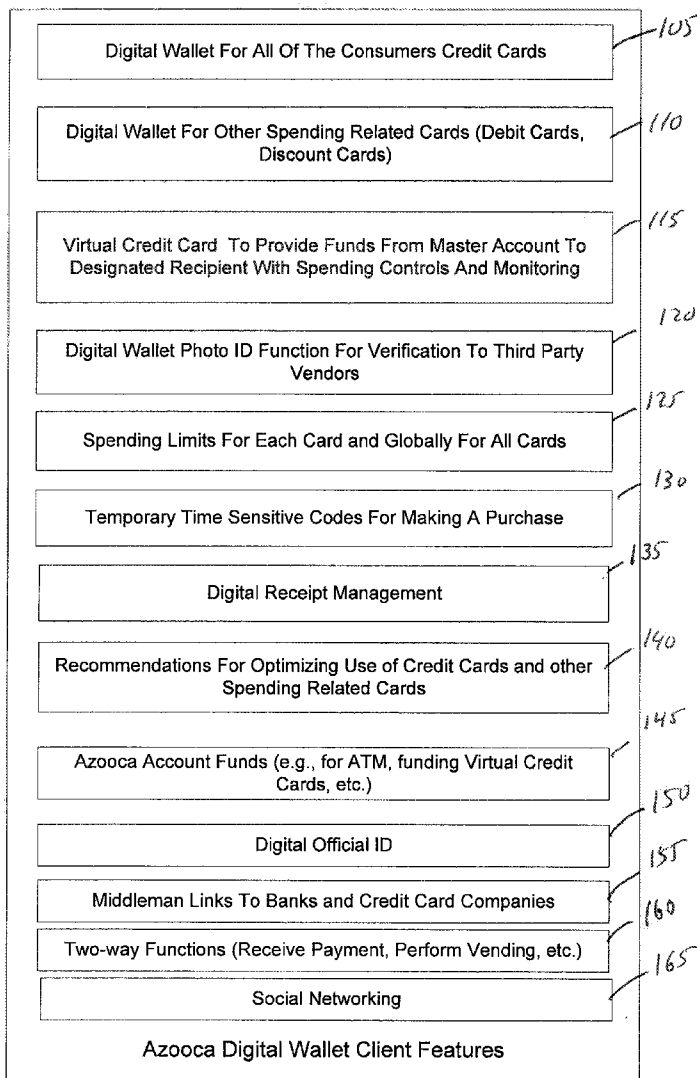 Digital Wallet For All Of The Consumers Credit Cards
105
Digital Wallet For Other Spending Related Cards (Debit Cards,
Discount Cards)
110
Virtual Credit Card To Provide Funds From Master Account To
Designated Recipient With Spending Controls And Monitoring
115
Digital Wallet Photo ID Function For Verification To Third Party
Vendors
120
Spending Limits For Each Card and Globally For All Cards
125
Temporary Time Sensitive Codes For Making A Purchase
130
Digital Receipt Management
135
Recommendations For Optimizing Use of Credit Cards and other
Spending Related Cards
140
Azooca Account Funds (e.g., for ATM, funding Virtual Credit
Cards, etc.)
145
Digital Official ID
150
Middleman Links To Banks and Credit Card Companies
155
Two-way Functions (Receive Payment, Perform Vending, etc.)
160
Social Networking
165
Azooca Digital Wallet Client Features